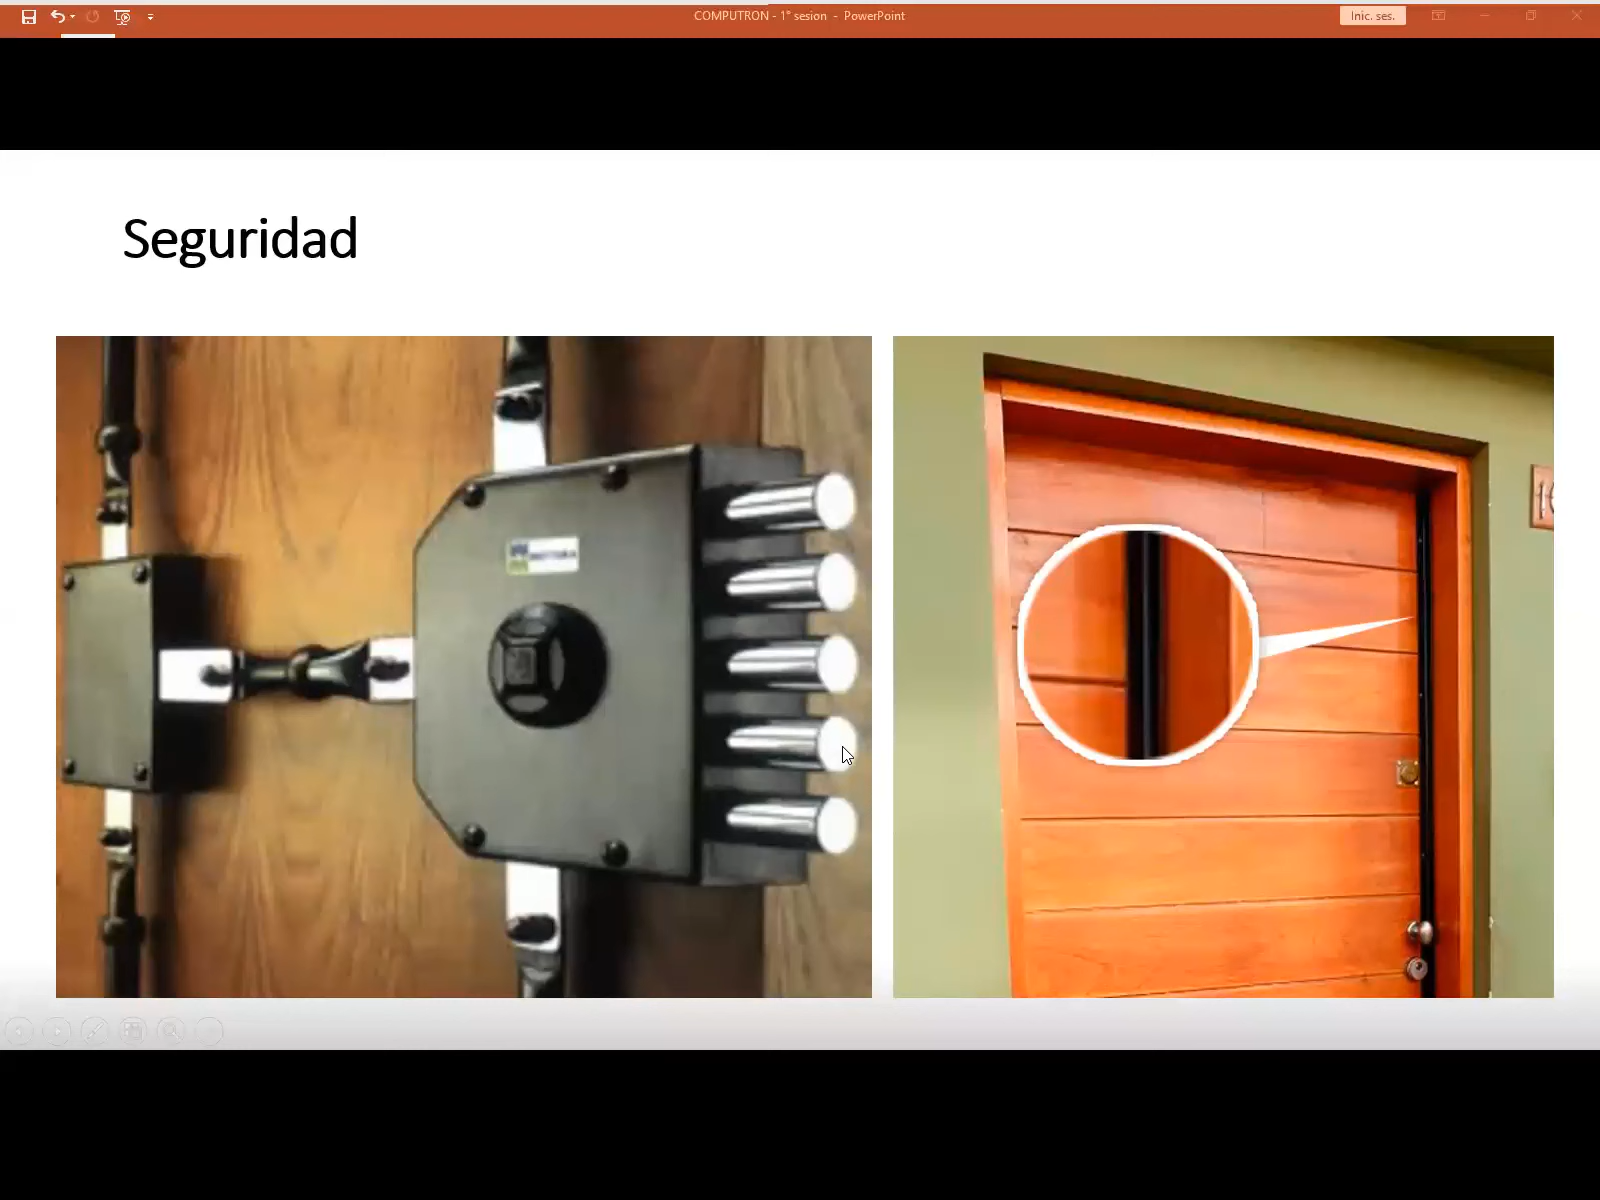 COMPUTRON - 1° sesion - PowerPoint
Inic. ses.
Seguridad